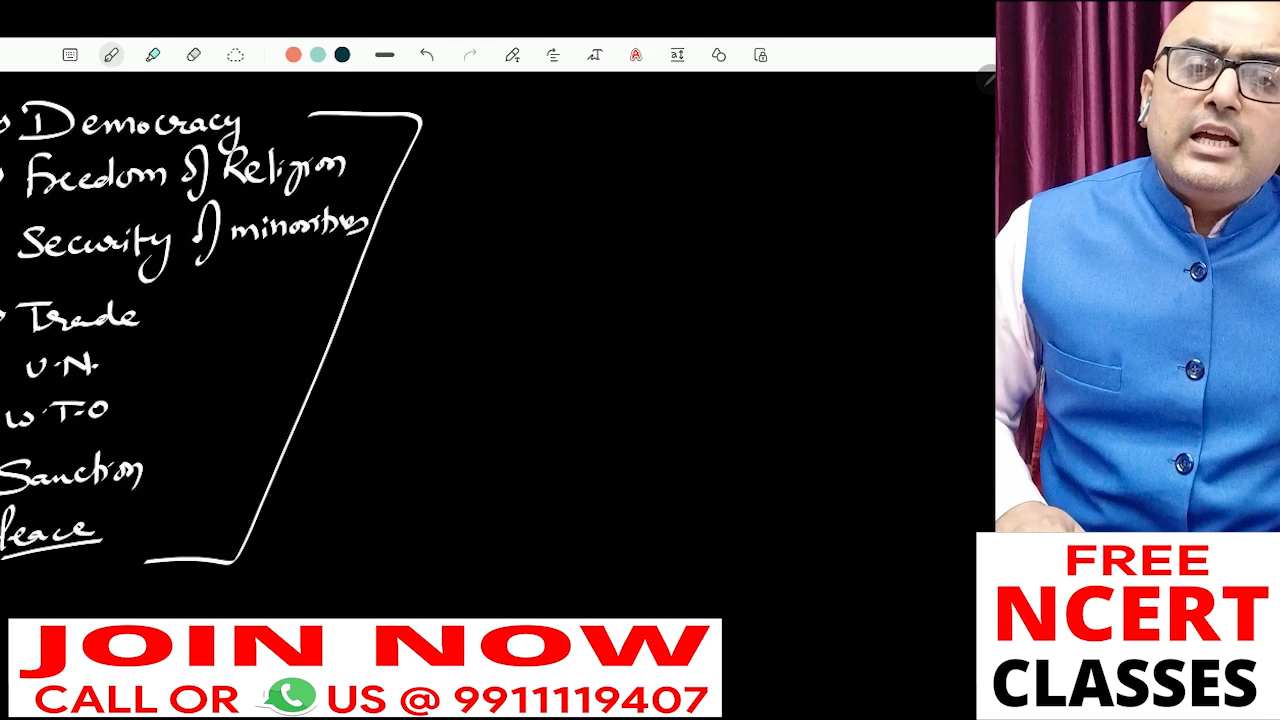 Democracy
Freedom of Religion
Security of minorities
Trade
U.N.
W.T.O
Sanction
Peace
JOIN NOW
CALL OR US @ 9911119407
FREE
NCERT
CLASSES